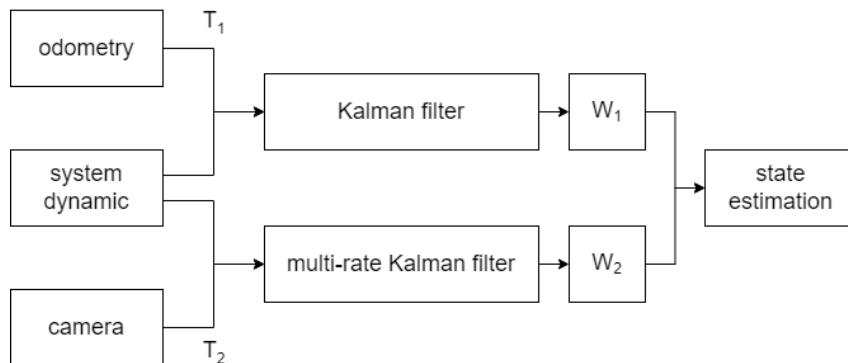 T₁
odometry
Kalman filter
W₁
system
dynamic
state
estimation
multi-rate Kalman filter
W₂
camera
T₂